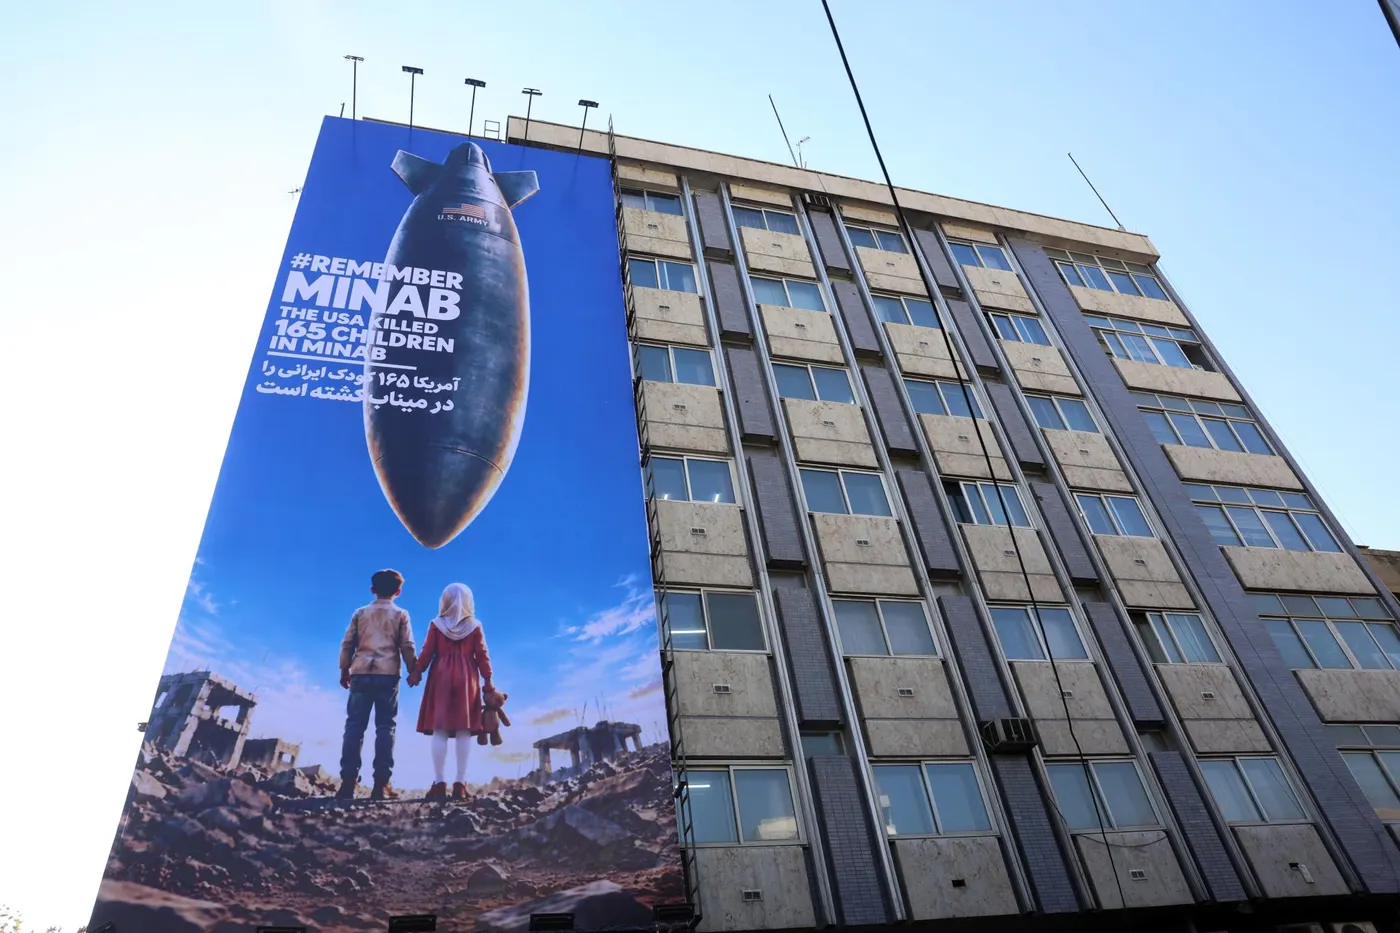 U.S. ARMY
#REMEMBER
MINAB
THE USA KILLED
165 CHILDREN
IN MINAB
آمریکا ۱۶۵ کودک ایرانی را
در میناب کشته است